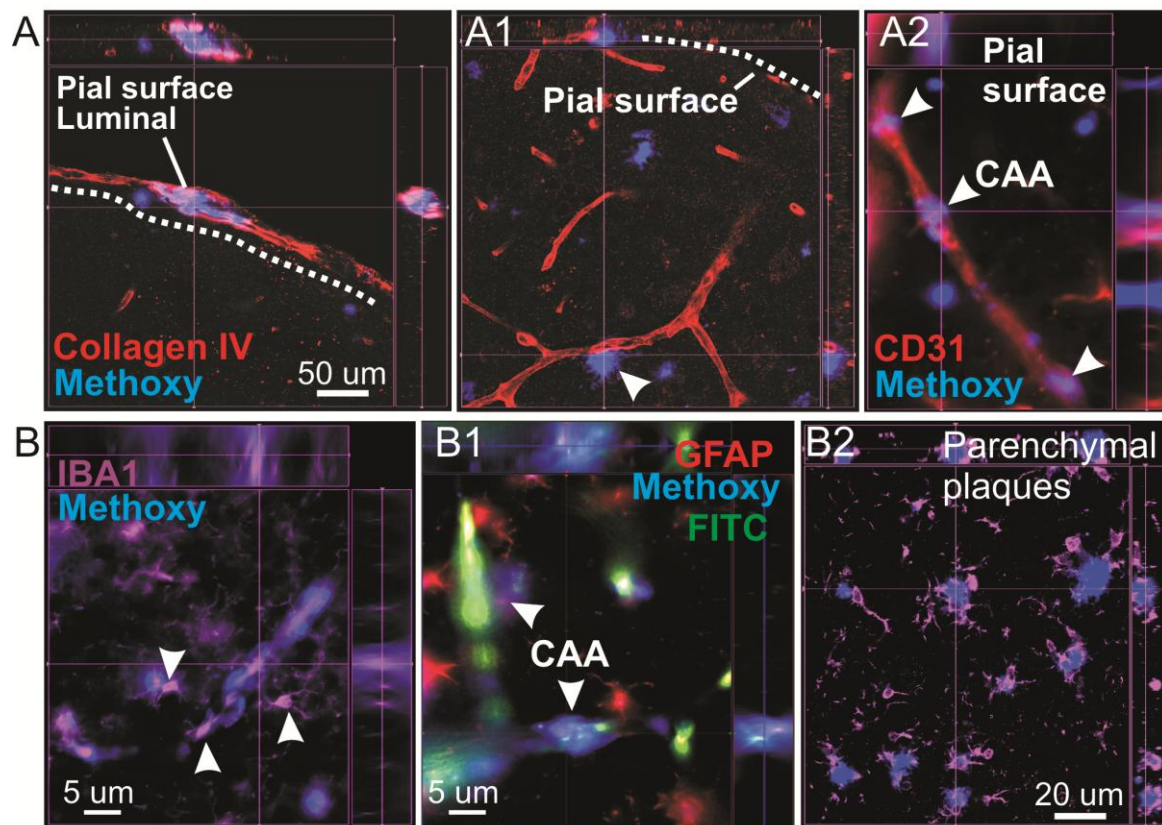 A
Pial surface
Luminal
Collagen IV
Methoxy
50 um
A1
Pial surface
A2
Pial
surface
CAA
CD31
Methoxy
B
IBA1
Methoxy
5 um
B1
GFAP
Methoxy
FITC
CAA
5 um
B2
Parenchymal
plaques
20 um